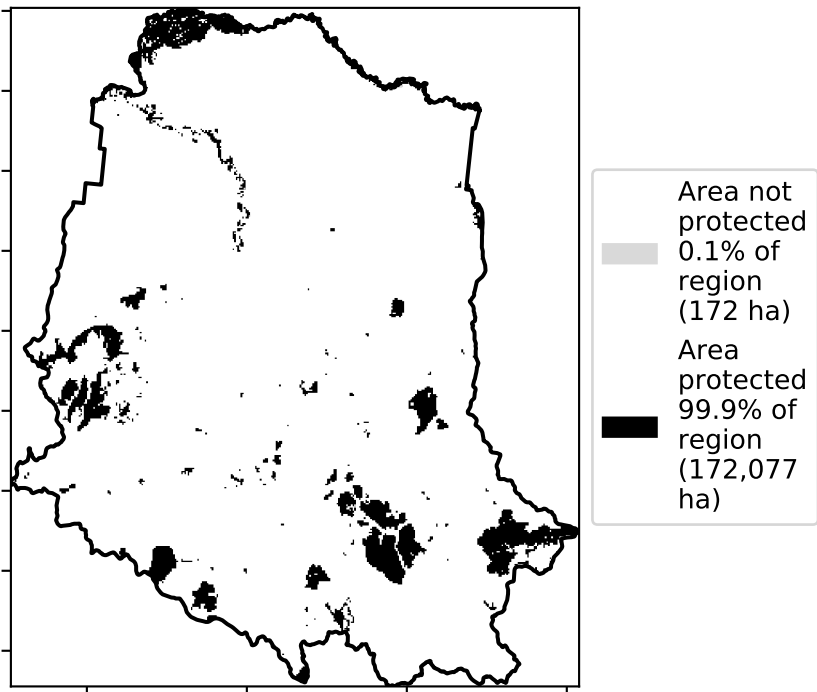 Area not
protected
0.1% of
region
(172 ha)
Area
protected
99.9% of
region
(172,077
ha)